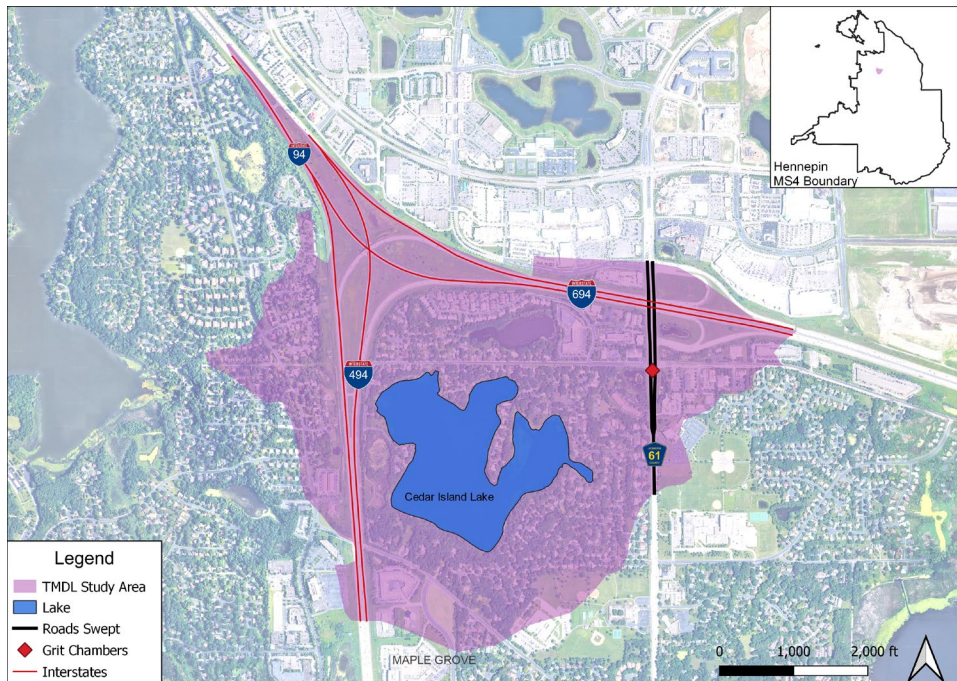 Hennepin
MS4 Boundary
94
694
494
61
Cedar Island Lake
Legend
TMDL Study Area
Lake
Roads Swept
Grit Chambers
Interstates
MAPLE GROVE
0 1,000 2,000 ft